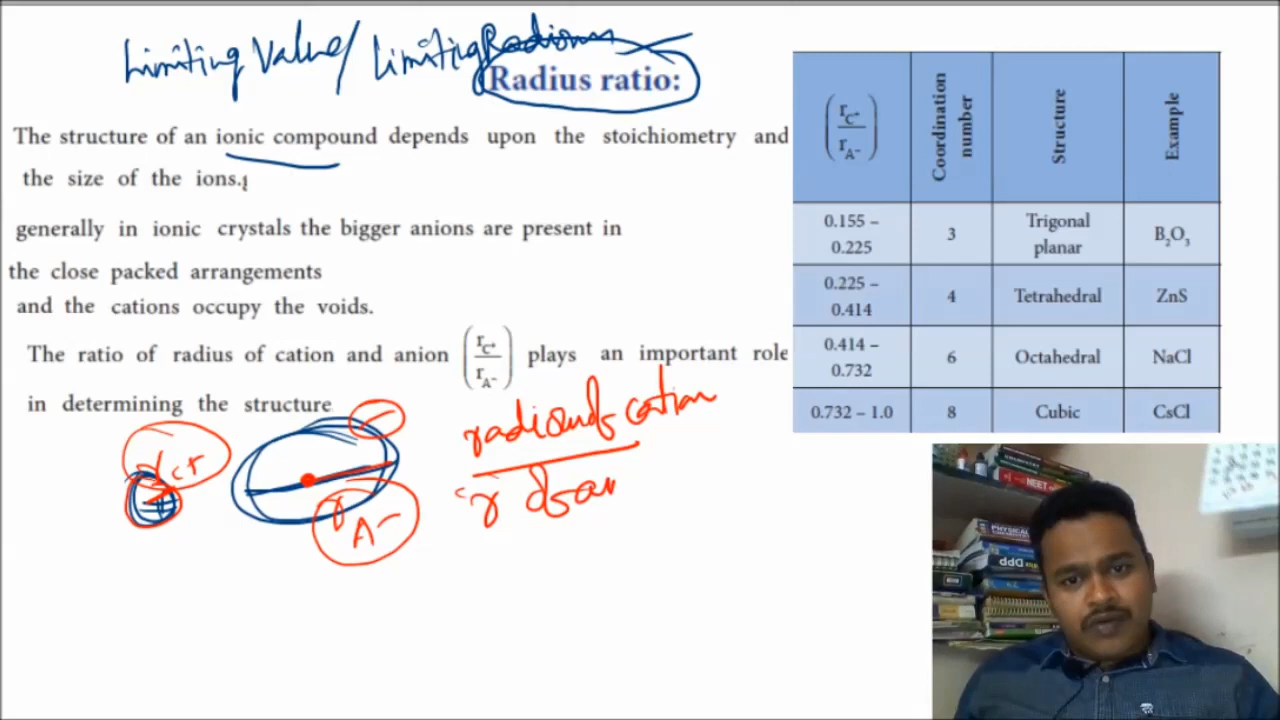 Limiting Value/ Limiting
Radius ratio:
The structure of an ionic compound depends upon the stoichiometry and
the size of the ions.
generally in ionic crystals the bigger anions are present in
the close packed arrangements
and the cations occupy the voids.
The ratio of radius of cation and anion (rC+/rA-) plays an important role
in determining the structure
rC+
rA-
radius of cation
r of an
(rC+/rA-) Coordination number Structure Example
0.155 – 0.225 3 Trigonal planar B2O3
0.225 – 0.414 4 Tetrahedral ZnS
0.414 – 0.732 6 Octahedral NaCl
0.732 – 1.0 8 Cubic CsCl
NEET
PHYSICAL
DPP